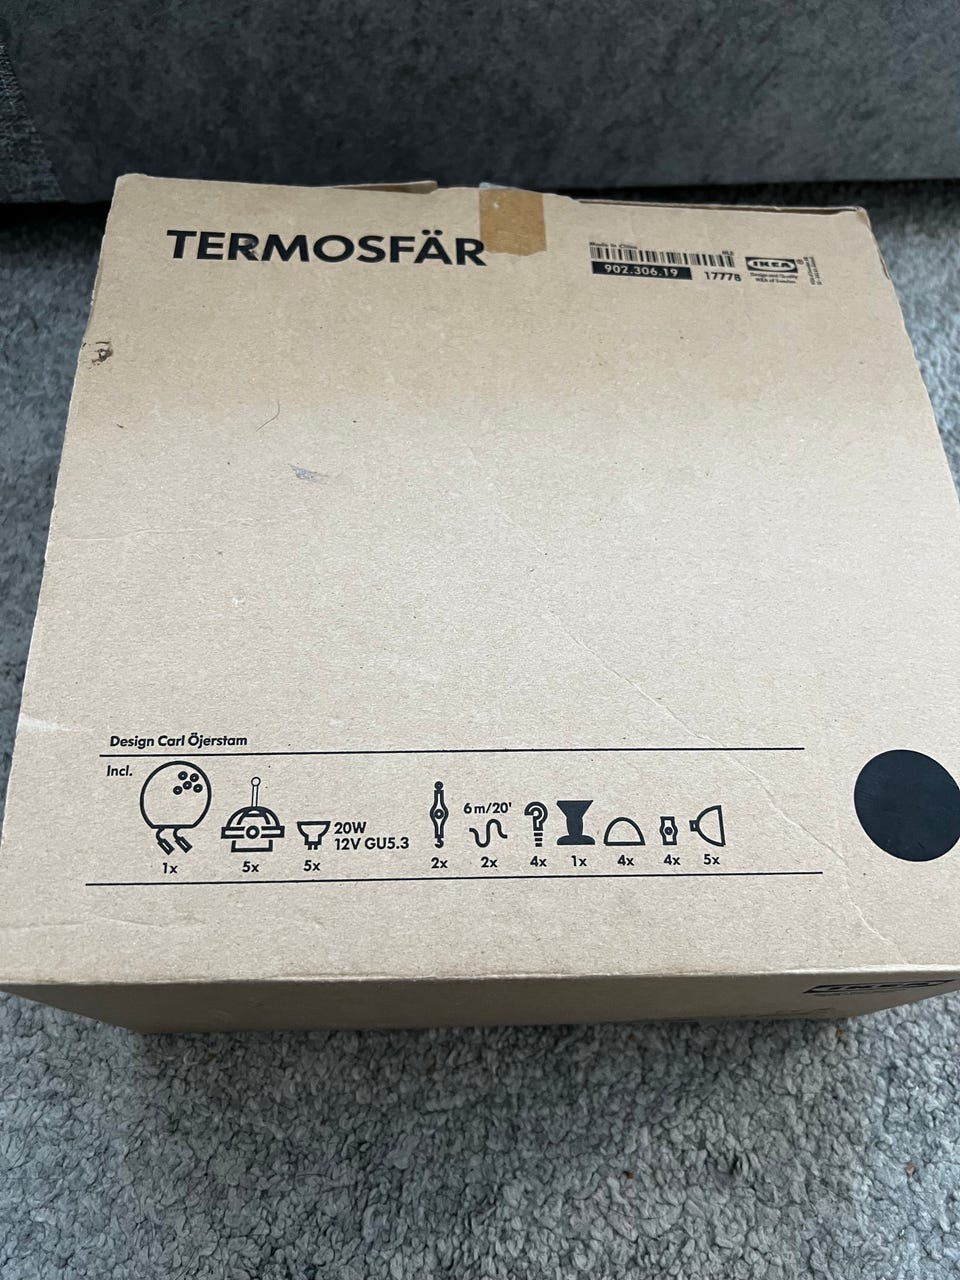 TERMOSFÄR
Made in China
902.306.19
17778
IKEA
Design and Quality
IKEA of Sweden
Design Carl Öjerstam
Incl.
20W
12V GU5.3
6 m/20'
1x
5x
5x
2x
2x
4x
1x
4x
4x
5x
IKEA